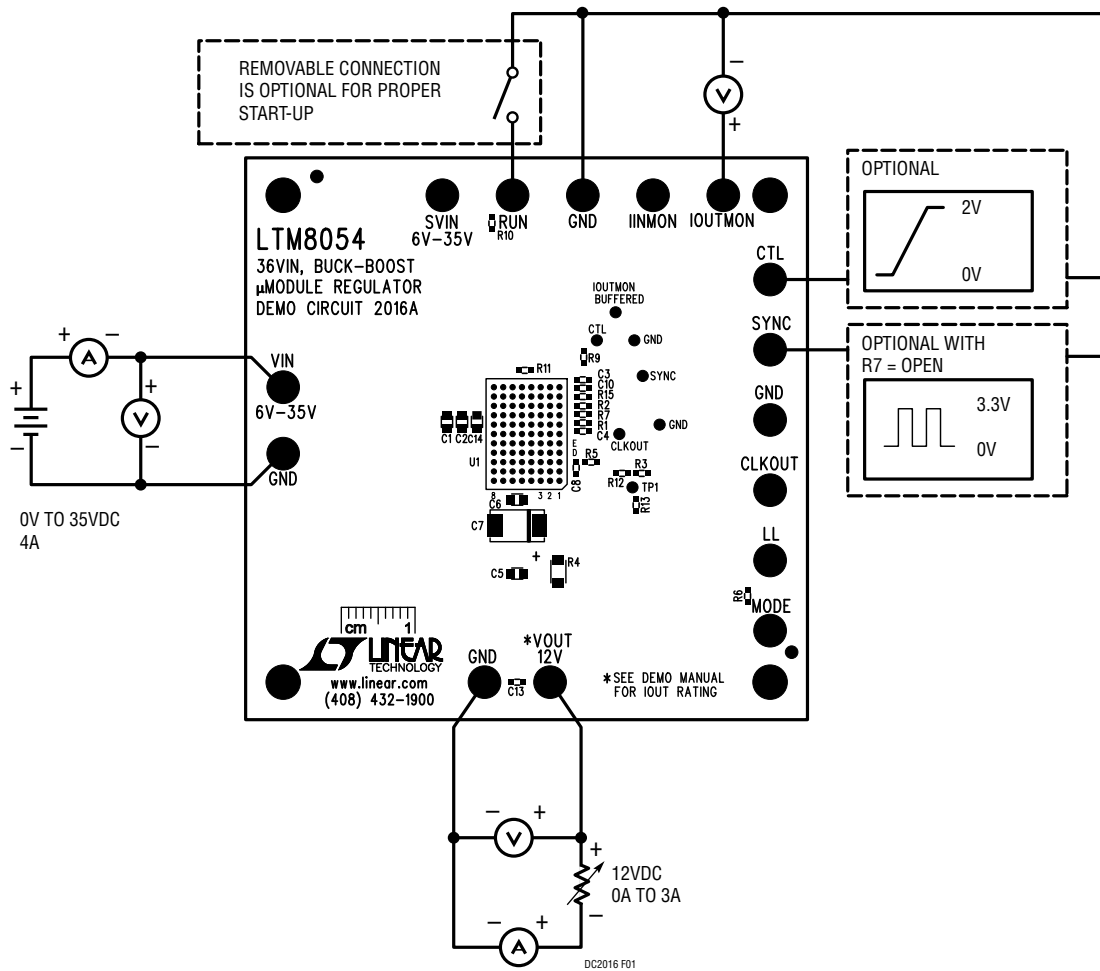 REMOVABLE CONNECTION
IS OPTIONAL FOR PROPER
START-UP
–
V
+
SVIN
6V–35V
RUN
R10
GND
IINMON
IOUTMON
LTM8054
36VIN, BUCK-BOOST
µMODULE REGULATOR
DEMO CIRCUIT 2016A
OPTIONAL
2V
0V
CTL
SYNC
OPTIONAL WITH
R7 = OPEN
3.3V
0V
GND
CLKOUT
LL
MODE
R6
IOUTMON
BUFFERED
CTL
GND
R9
SYNC
GND
CLKOUT
R11
C3
C10
R15
R2
R7
R1
C4
C1
C2
C14
U1
E
D
R5
C8
8
3 2 1
R12
R3
TP1
R13
C6
C7
+
C5
R4
+
A
–
+
–
+
V
–
VIN
6V–35V
GND
0V TO 35VDC
4A
cm 1
LINEAR
TECHNOLOGY
www.linear.com
(408) 432-1900
GND
C13
*VOUT
12V
*SEE DEMO MANUAL
FOR IOUT RATING
–
V
+
+
–
12VDC
0A TO 3A
–
A
+
DC2016 F01